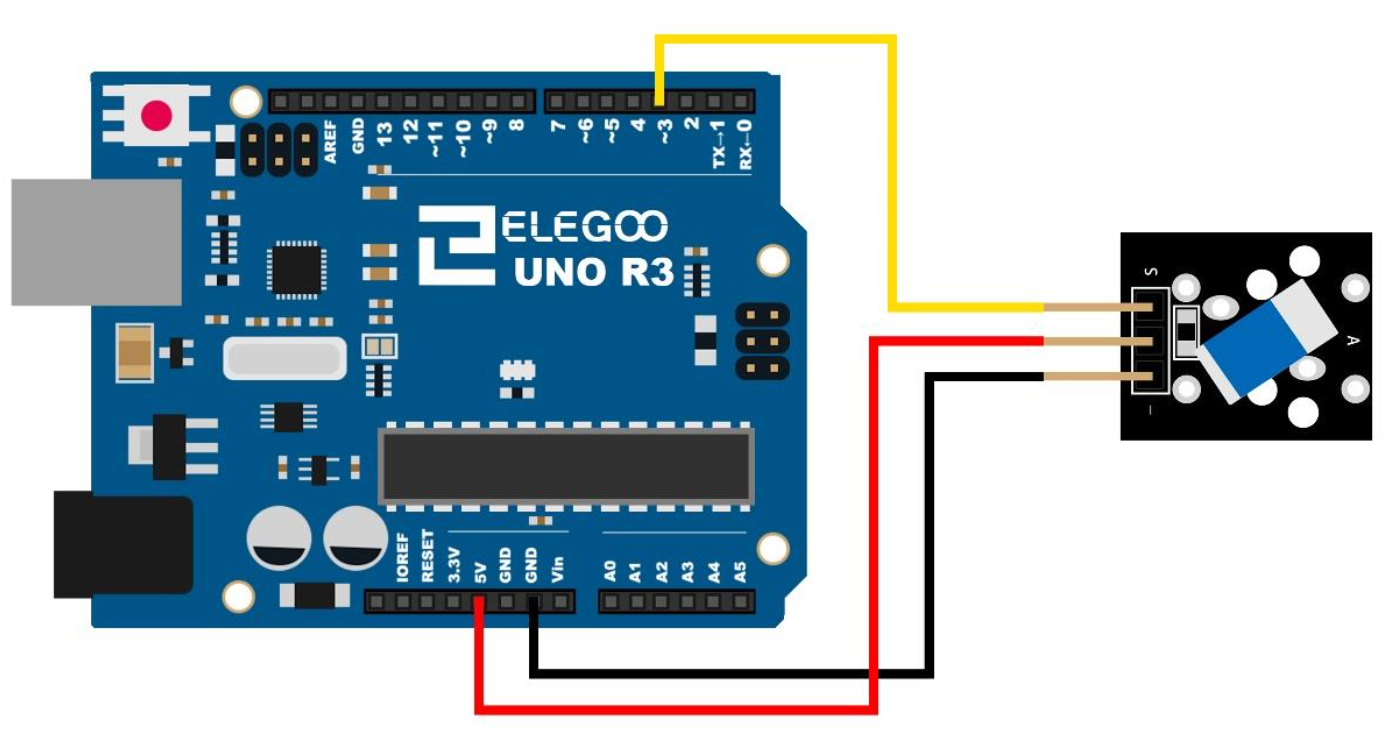 AREF
GND
13
12
~11
~10
~9
8
7
~6
~5
4
~3
2
TX→1
RX←0
ELEGOO
UNO R3
S
A
-
IOREF
RESET
3.3V
5V
GND
GND
Vin
A0
A1
A2
A3
A4
A5